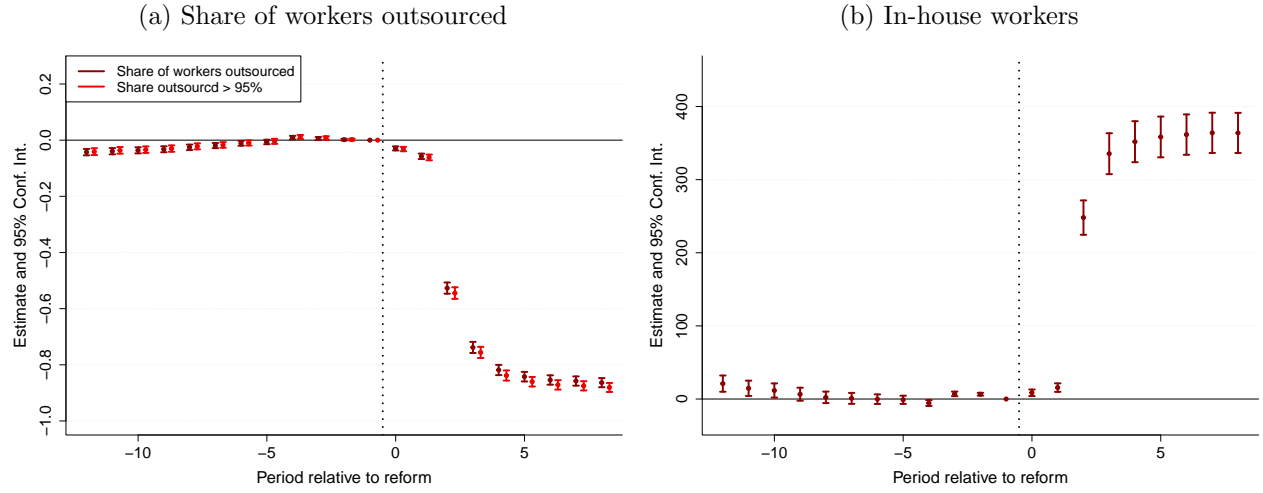 (a) Share of workers outsourced
Share of workers outsourced
Share outsourcd > 95%
Estimate and 95% Conf. Int.
0.2
0.0
−0.2
−0.4
−0.6
−0.8
−1.0
−10
−5
0
5
Period relative to reform
(b) In-house workers
Estimate and 95% Conf. Int.
400
300
200
100
0
−10
−5
0
5
Period relative to reform